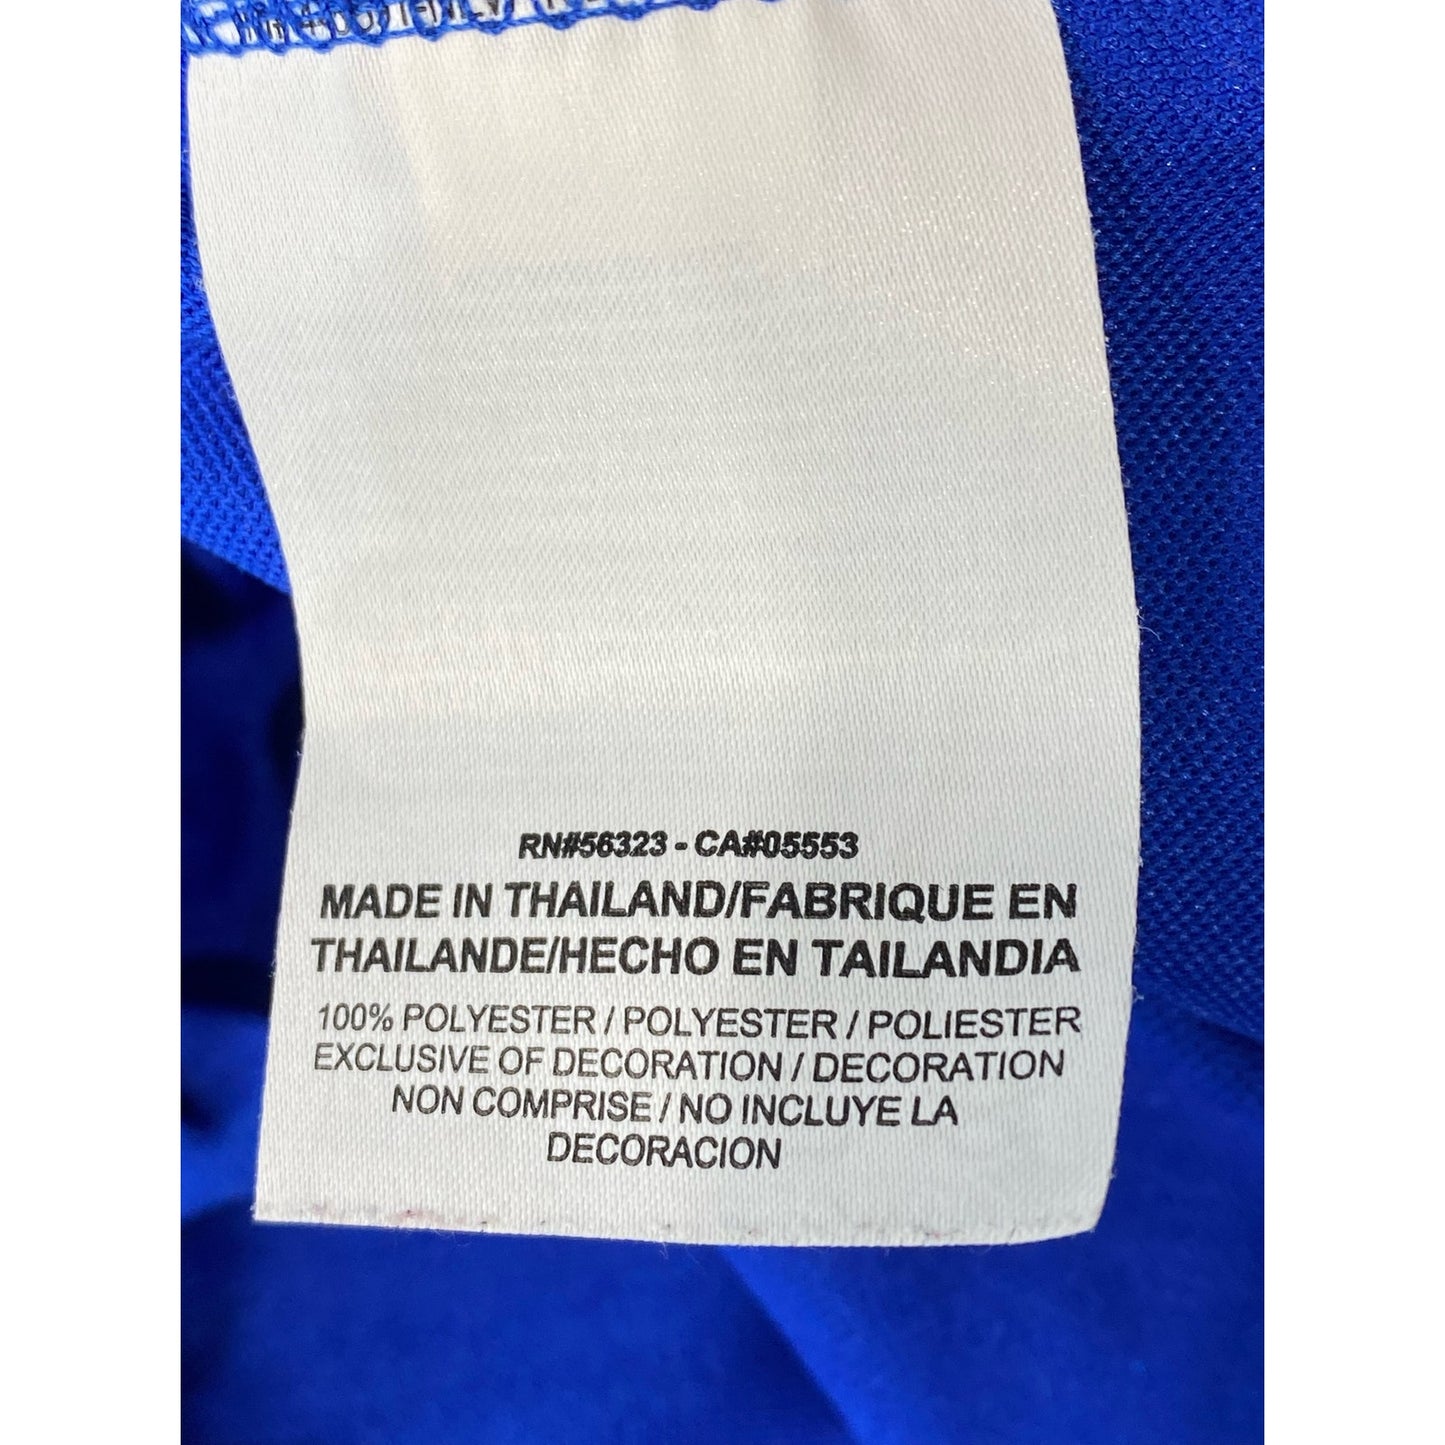 RN#56323 - CA#05553
MADE IN THAILAND/FABRIQUE EN
THAILANDE/HECHO EN TAILANDIA
100% POLYESTER / POLYESTER / POLIESTER
EXCLUSIVE OF DECORATION / DECORATION
NON COMPRISE / NO INCLUYE LA
DECORACION